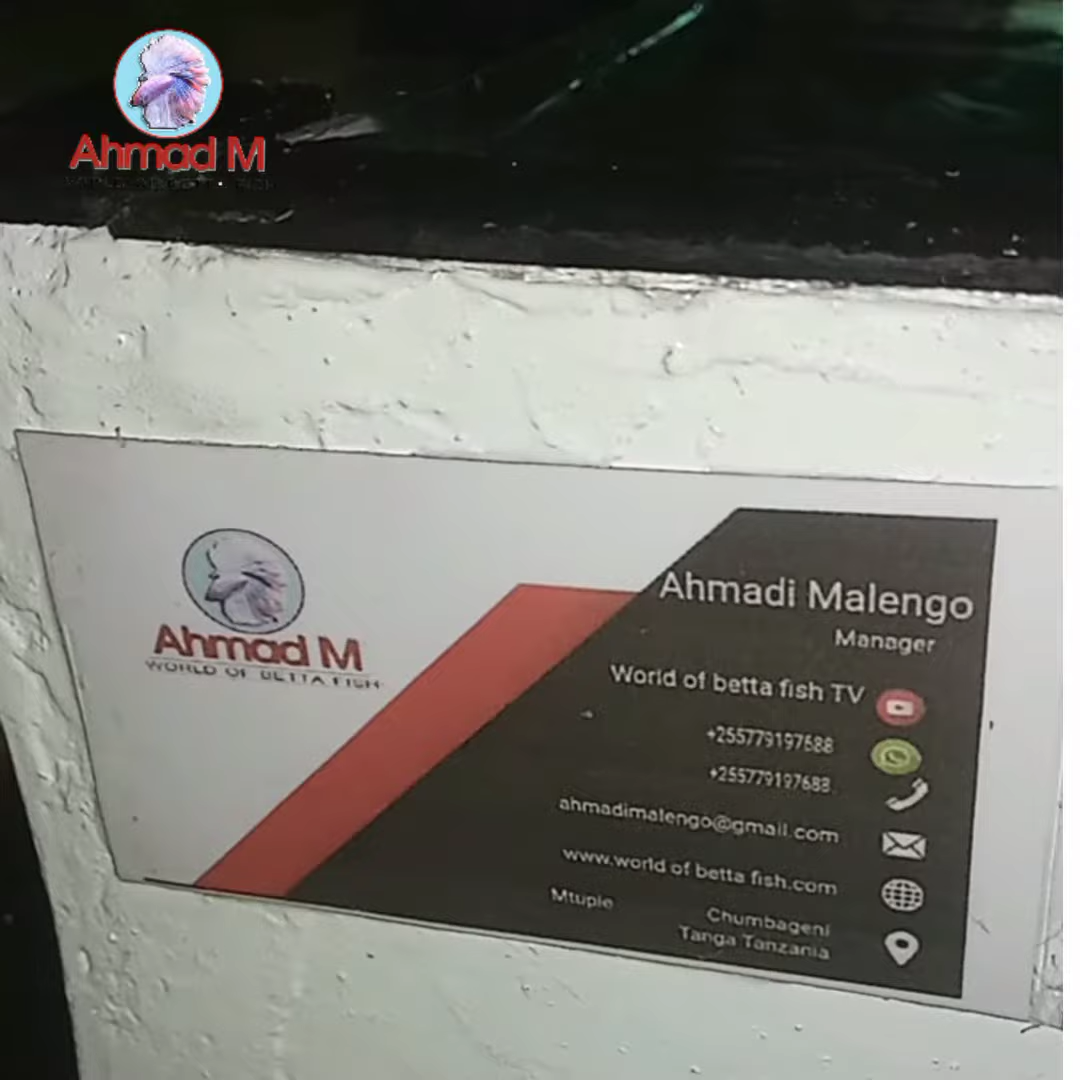 Ahmad M
Ahmad M
WORLD OF BETTA FISH
Ahmadi Malengo
Manager
World of betta fish TV
+255779197688
+255779197688
ahmadimalengo@gmail.com
www.world of betta fish.com
Mtupie
Chumbageni
Tanga Tanzania